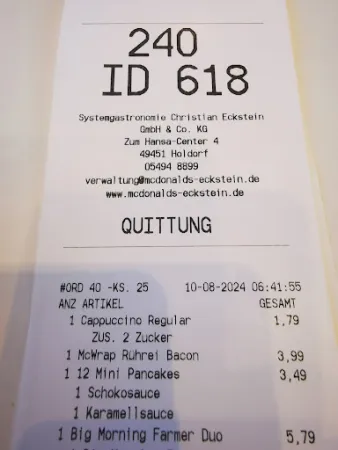 240
ID 618
Systemgastronomie Christian Eckstein
GmbH & Co. KG
Zum Hansa-Center 4
49451 Holdorf
05494 8899
verwaltung@mcdonalds-eckstein.de
www.mcdonalds-eckstein.de
QUITTUNG
#ORD 40 -KS. 25 10-08-2024 06:41:55
ANZ ARTIKEL GESAMT
1 Cappuccino Regular 1,79
ZUS. 2 Zucker
1 McWrap Rührei Bacon 3,99
1 12 Mini Pancakes 3,49
1 Schokosauce
1 Karamellsauce
1 Big Morning Farmer Duo 5,79